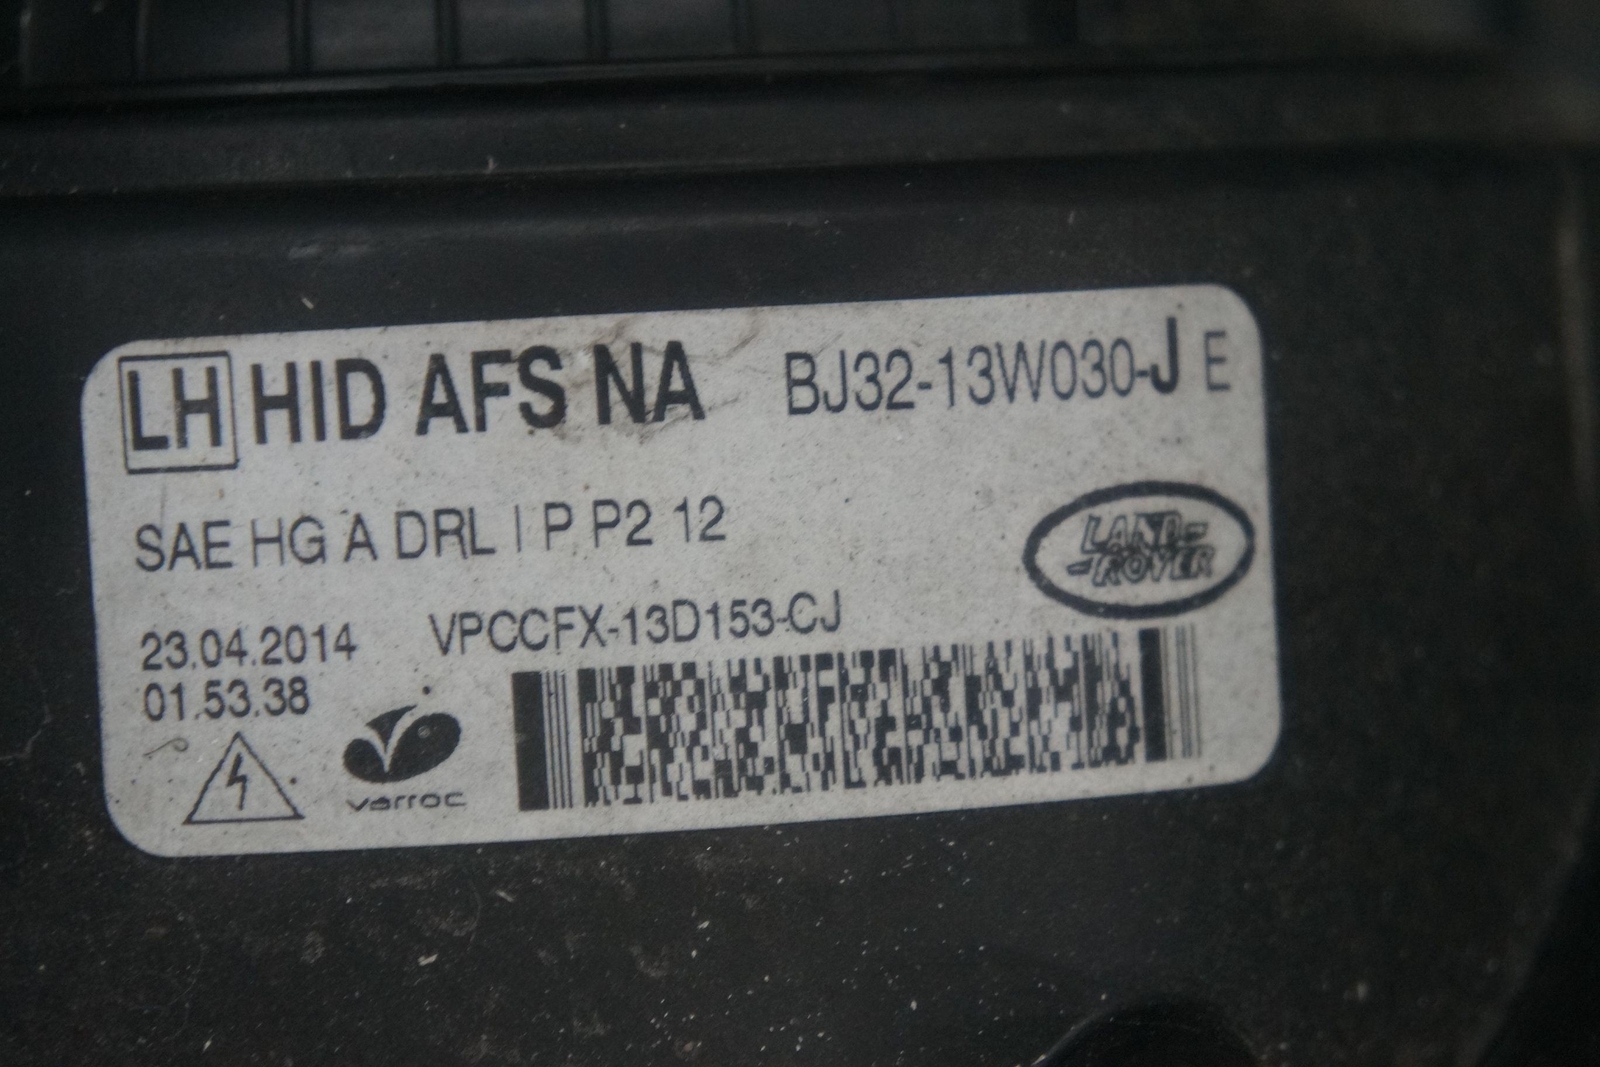 LH HID AFS NA BJ32-13W030-J E
SAE HG A DRL I P P2 12
LAND-
-ROVER
23.04.2014 VPCCFX-13D153-CJ
01.53.38
varroc